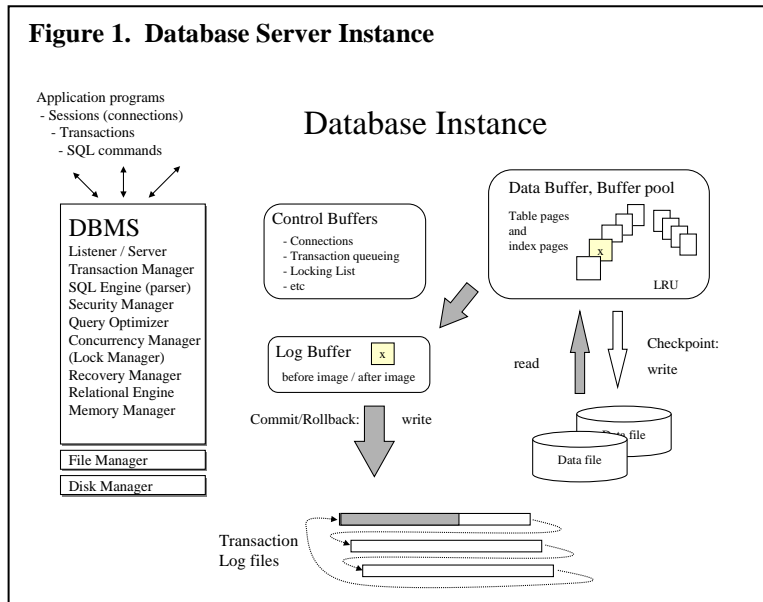 Figure 1. Database Server Instance
Application programs
- Sessions (connections)
- Transactions
- SQL commands
Database Instance
DBMS
Listener / Server
Transaction Manager
SQL Engine (parser)
Security Manager
Query Optimizer
Concurrency Manager
(Lock Manager)
Recovery Manager
Relational Engine
Memory Manager
File Manager
Disk Manager
Control Buffers
- Connections
- Transaction queueing
- Locking List
- etc
Data Buffer, Buffer pool
Table pages
and
index pages
x
LRU
Log Buffer
x
before image / after image
Commit/Rollback:
write
read
Checkpoint:
write
Data file
Data file
Transaction
Log files